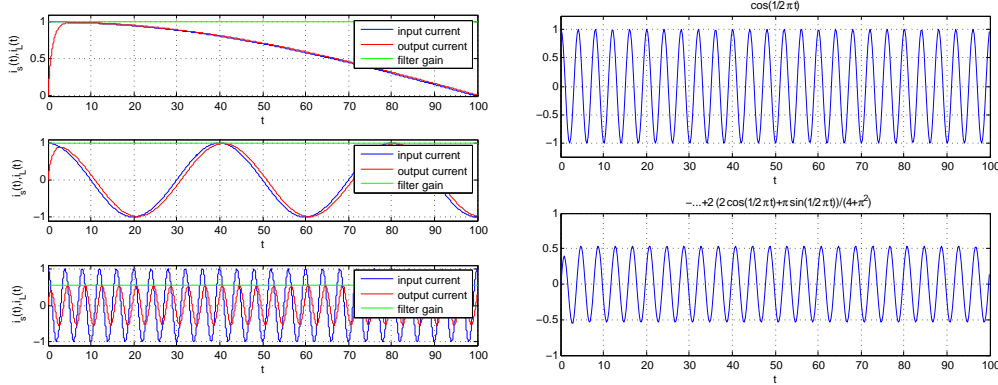 1
0.5
0
i_s(t),i_L(t)
input current
output current
filter gain
0 10 20 30 40 50 60 70 80 90 100
t
1
0
−1
i_s(t),i_L(t)
input current
output current
filter gain
0 10 20 30 40 50 60 70 80 90 100
t
1
0
−1
i_s(t),i_L(t)
input current
output current
filter gain
0 10 20 30 40 50 60 70 80 90 100
t
cos(1/2 π t)
1
0.5
0
−0.5
−1
0 10 20 30 40 50 60 70 80 90 100
t
−...+2 (2 cos(1/2 π t)+π sin(1/2 π t))/(4+π²)
1
0.5
0
−0.5
−1
0 10 20 30 40 50 60 70 80 90 100
t